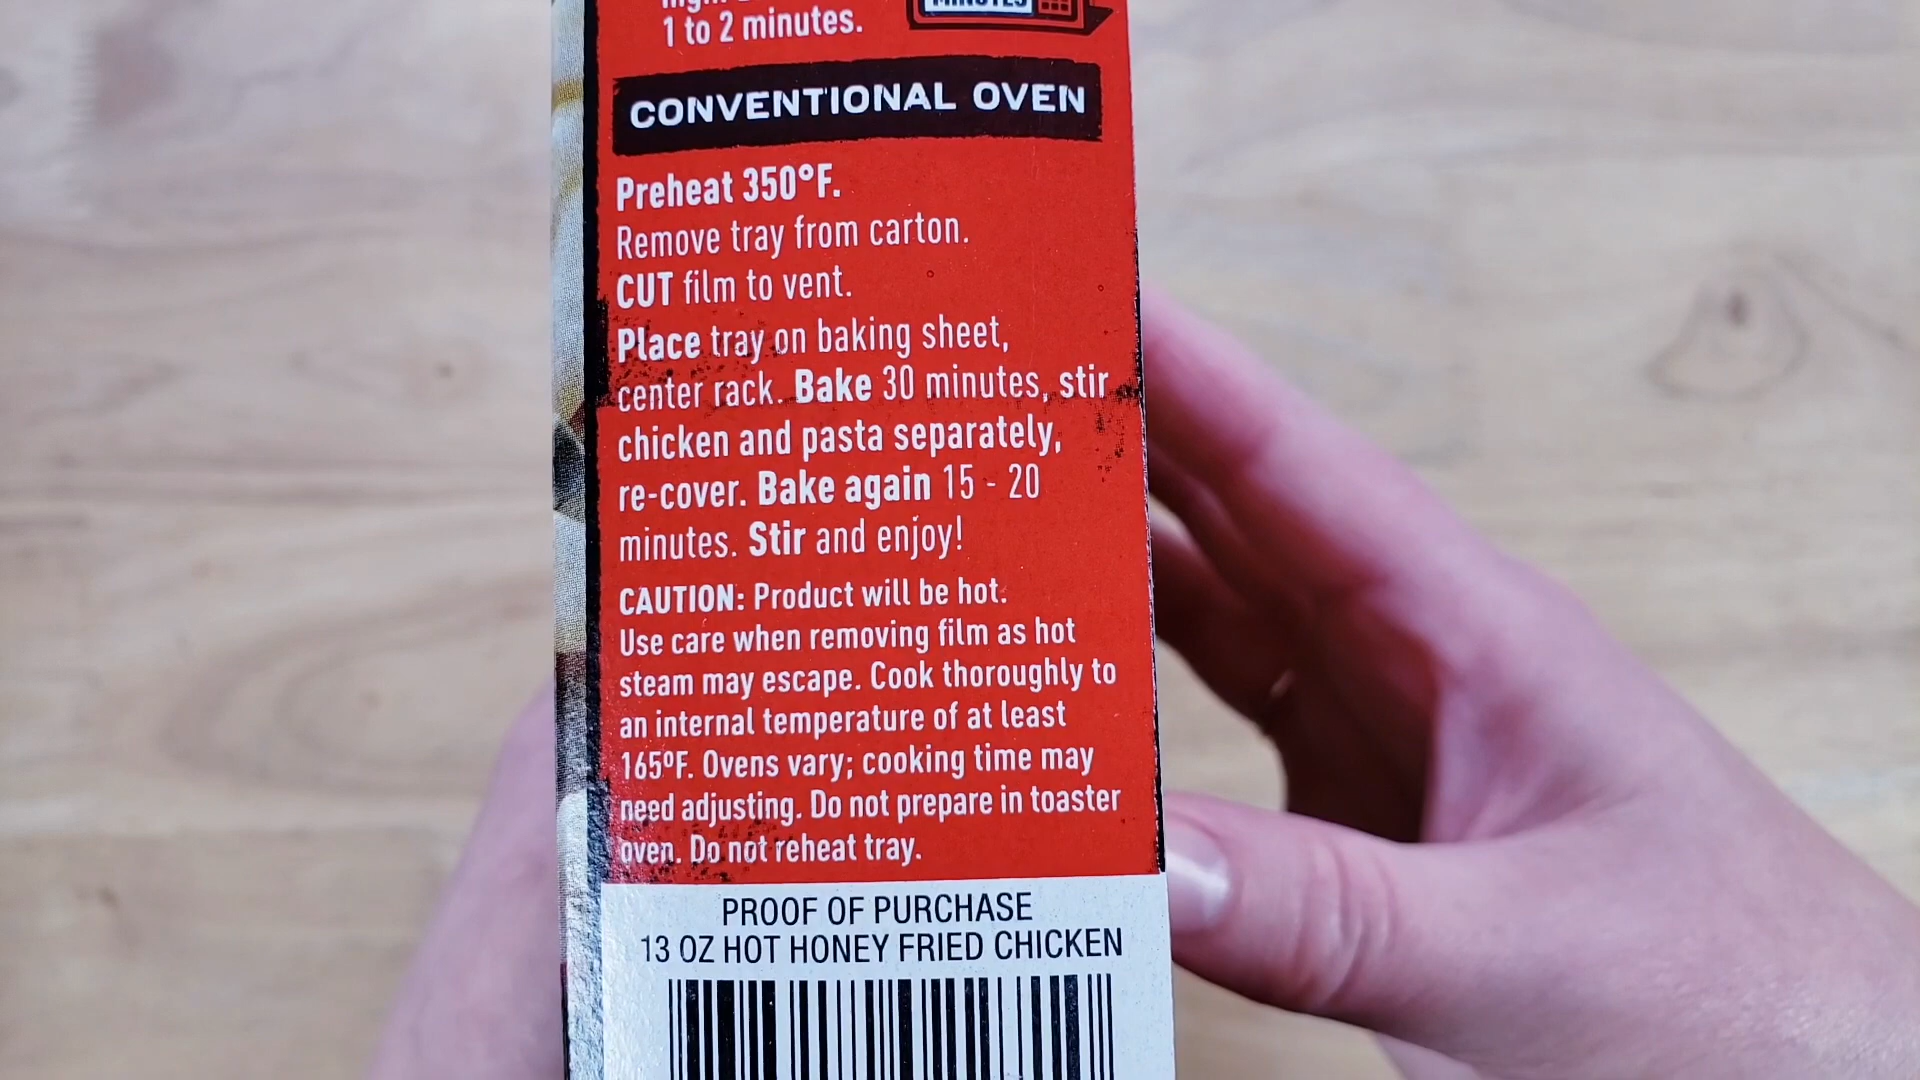 1 to 2 minutes.
MINUTES
CONVENTIONAL OVEN
Preheat 350°F.
Remove tray from carton.
CUT film to vent.
Place tray on baking sheet,
center rack. Bake 30 minutes, stir
chicken and pasta separately,
re-cover. Bake again 15 - 20
minutes. Stir and enjoy!
CAUTION: Product will be hot.
Use care when removing film as hot
steam may escape. Cook thoroughly to
an internal temperature of at least
165ºF. Ovens vary; cooking time may
need adjusting. Do not prepare in toaster
oven. Do not reheat tray.
PROOF OF PURCHASE
13 OZ HOT HONEY FRIED CHICKEN